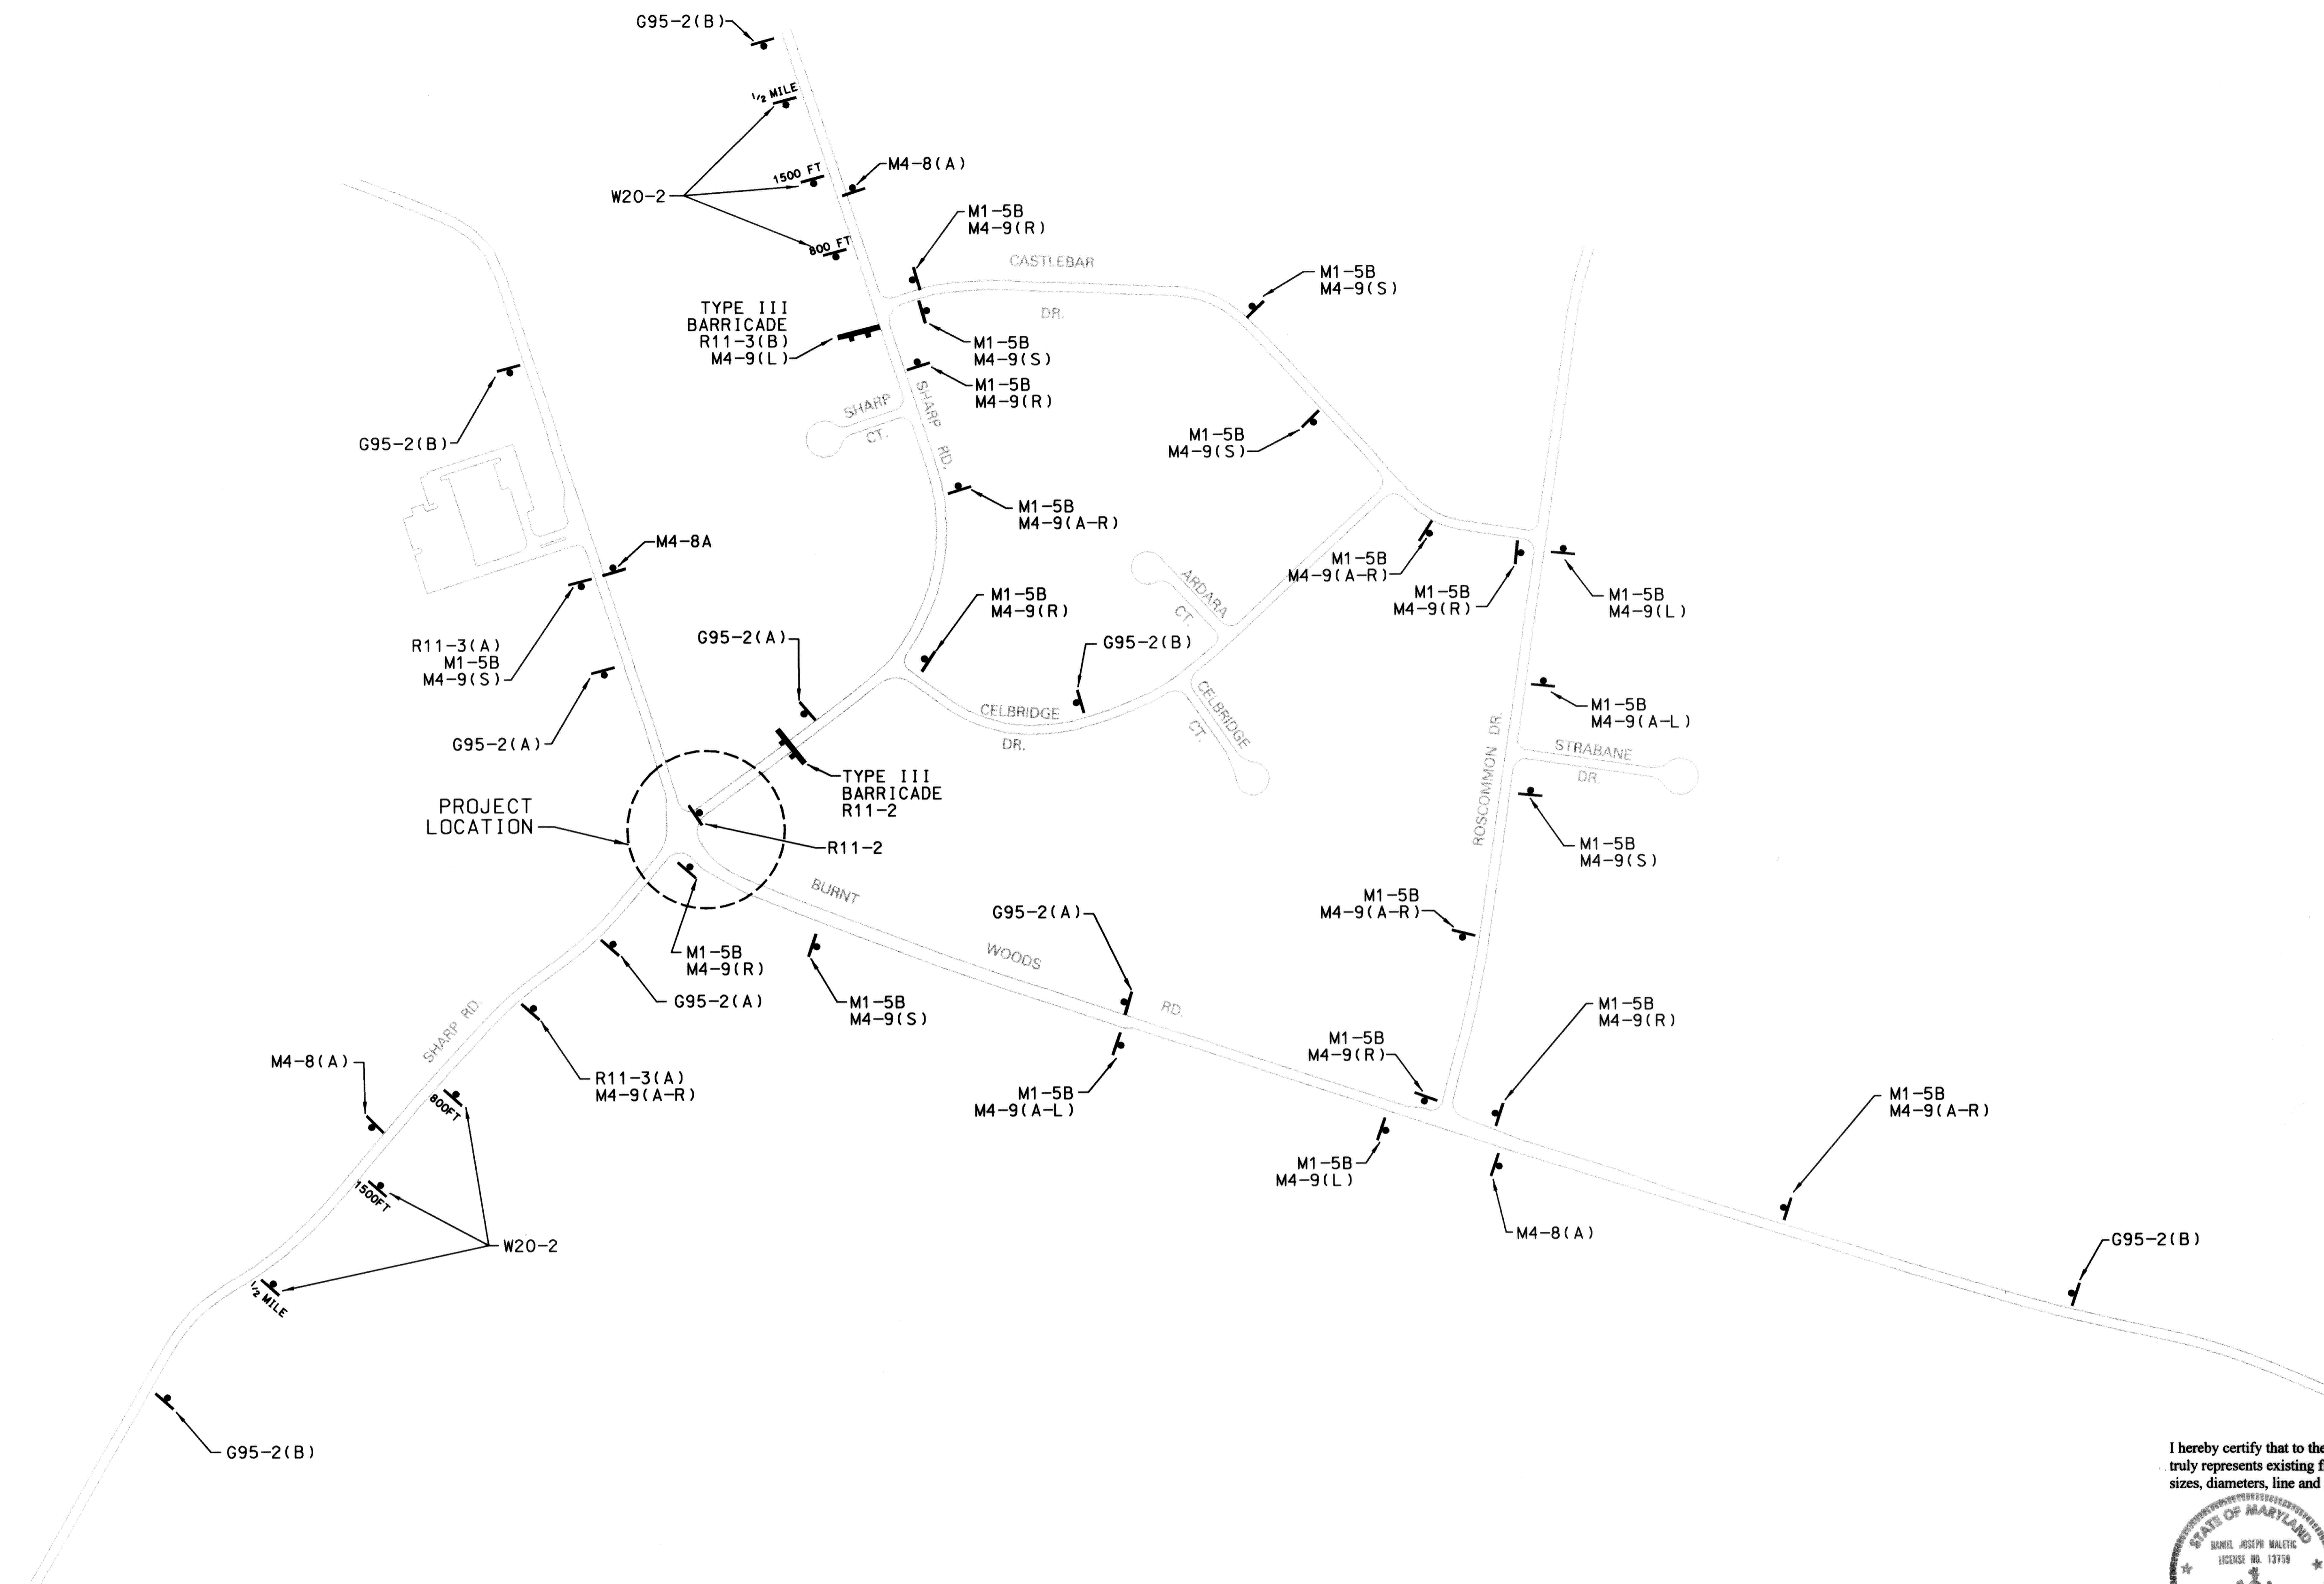 G95-2(B)
1/2 MILE
1500 FT
W20-2
800 FT
M4-8(A)
M1-5B
M4-9(R)
CASTLEBAR
DR.
M1-5B
M4-9(S)
TYPE III
BARRICADE
R11-3(B)
M4-9(L)
M1-5B
M4-9(S)
M1-5B
M4-9(R)
SHARP
CT.
SHARP RD.
G95-2(B)
M1-5B
M4-9(S)
M1-5B
M4-9(A-R)
M4-8A
M1-5B
M4-9(A-R)
M1-5B
M4-9(R)
M1-5B
M4-9(L)
ARDARA
CT.
M1-5B
M4-9(R)
G95-2(A)
G95-2(B)
R11-3(A)
M1-5B
M4-9(S)
G95-2(A)
CELBRIDGE
DR.
CELBRIDGE
CT.
M1-5B
M4-9(A-L)
ROSCOMMON DR.
STRABANE
DR.
TYPE III
BARRICADE
R11-2
PROJECT
LOCATION
R11-2
M1-5B
M4-9(S)
BURNT
WOODS
RD.
G95-2(A)
M1-5B
M4-9(A-R)
M1-5B
M4-9(R)
G95-2(A)
M1-5B
M4-9(S)
SHARP RD.
M1-5B
M4-9(R)
M1-5B
M4-9(R)
M4-8(A)
R11-3(A)
M4-9(A-R)
M1-5B
M4-9(A-L)
800FT
M1-5B
M4-9(A-R)
M1-5B
M4-9(L)
1500FT
M4-8(A)
W20-2
G95-2(B)
1/2 MILE
G95-2(B)
I hereby certify that to the
truly represents existing f
sizes, diameters, line and
STATE OF MARYLAND
DANIEL JOSEPH MALETIC
LICENSE NO. 13759